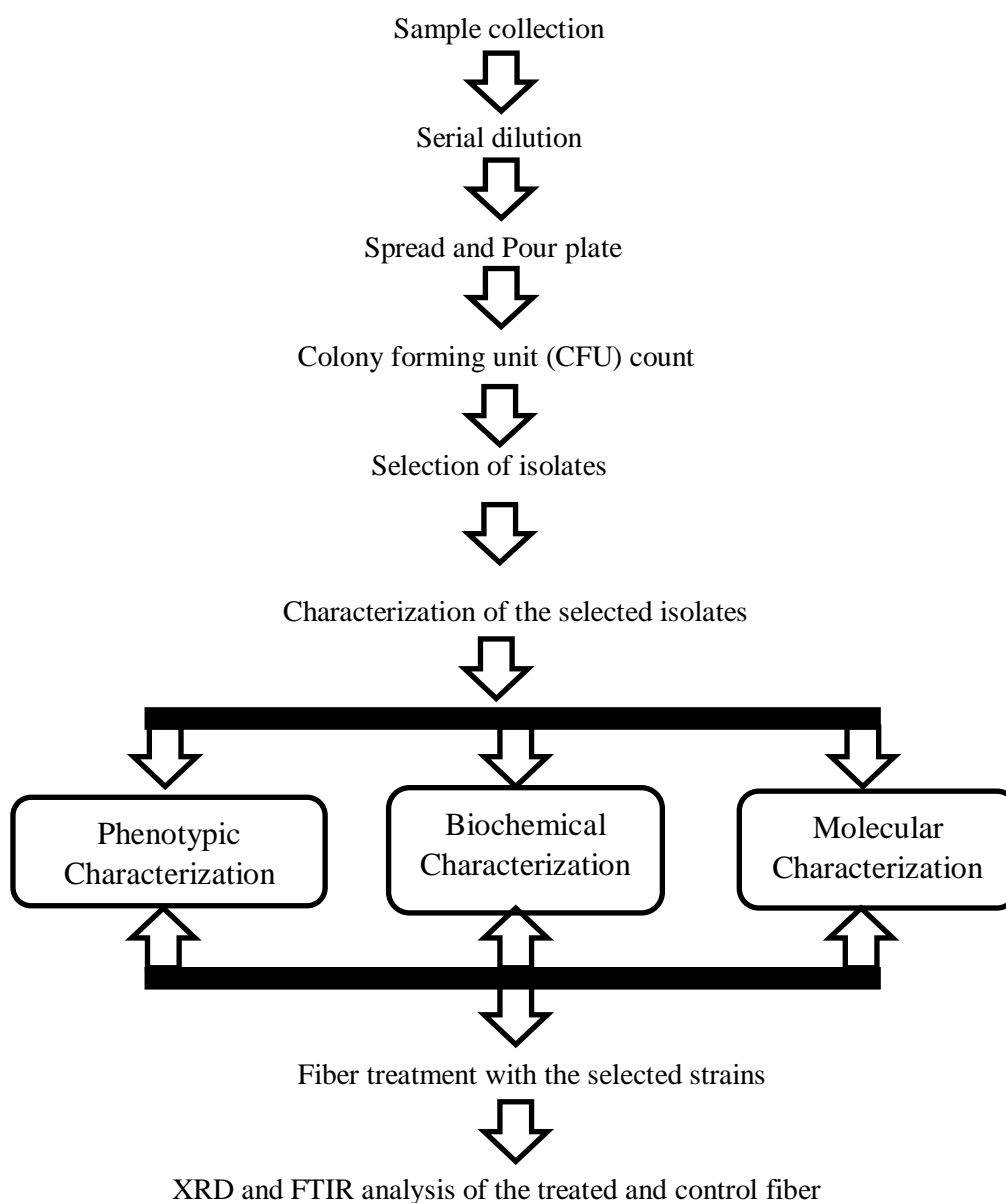 Sample collection
Serial dilution
Spread and Pour plate
Colony forming unit (CFU) count
Selection of isolates
Characterization of the selected isolates
Phenotypic
Characterization
Biochemical
Characterization
Molecular
Characterization
Fiber treatment with the selected strains
XRD and FTIR analysis of the treated and control fiber